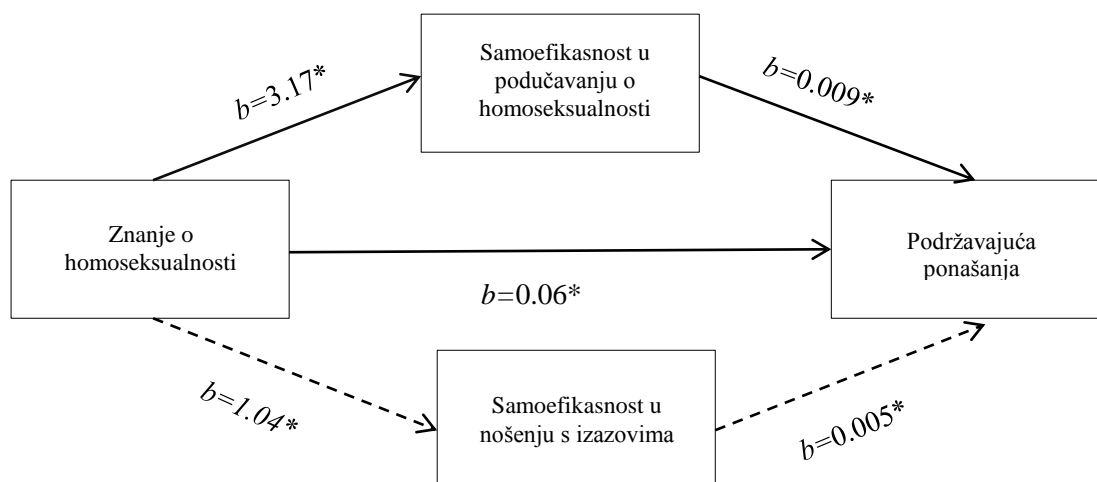 Samoefikasnost u
podučavanju o
homoseksualnosti
b=3.17*
b=0.009*
Znanje o
homoseksualnosti
Podržavajuća
ponašanja
b=0.06*
Samoefikasnost u
nošenju s izazovima
b=1.04*
b=0.005*